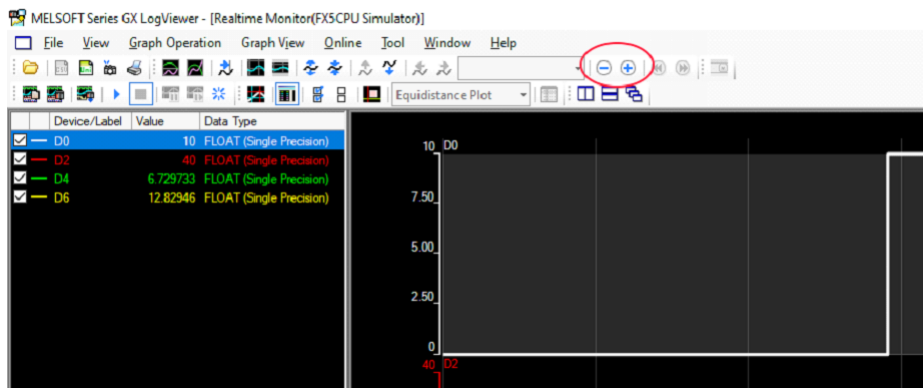 MELSOFT Series GX LogViewer - [Realtime Monitor(FX5CPU Simulator)]
File View Graph Operation Graph View Online Tool Window Help
Equidistance Plot
Device/Label Value Data Type
D0 10 FLOAT (Single Precision)
D2 40 FLOAT (Single Precision)
D4 6.729733 FLOAT (Single Precision)
D6 12.82946 FLOAT (Single Precision)
10 D0
7.50
5.00
2.50
0
40 D2